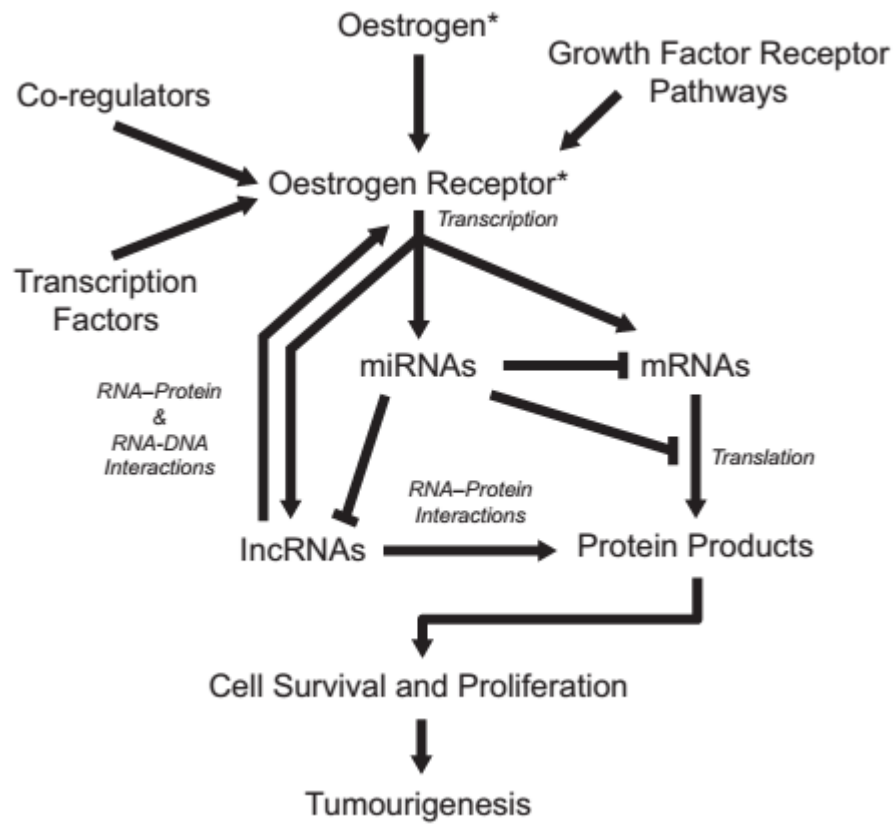 Oestrogen*
Growth Factor Receptor
Pathways
Co-regulators
Oestrogen Receptor*
Transcription
Transcription
Factors
miRNAs
mRNAs
RNA–Protein
&
RNA-DNA
Interactions
Translation
RNA–Protein
Interactions
lncRNAs
Protein Products
Cell Survival and Proliferation
Tumourigenesis